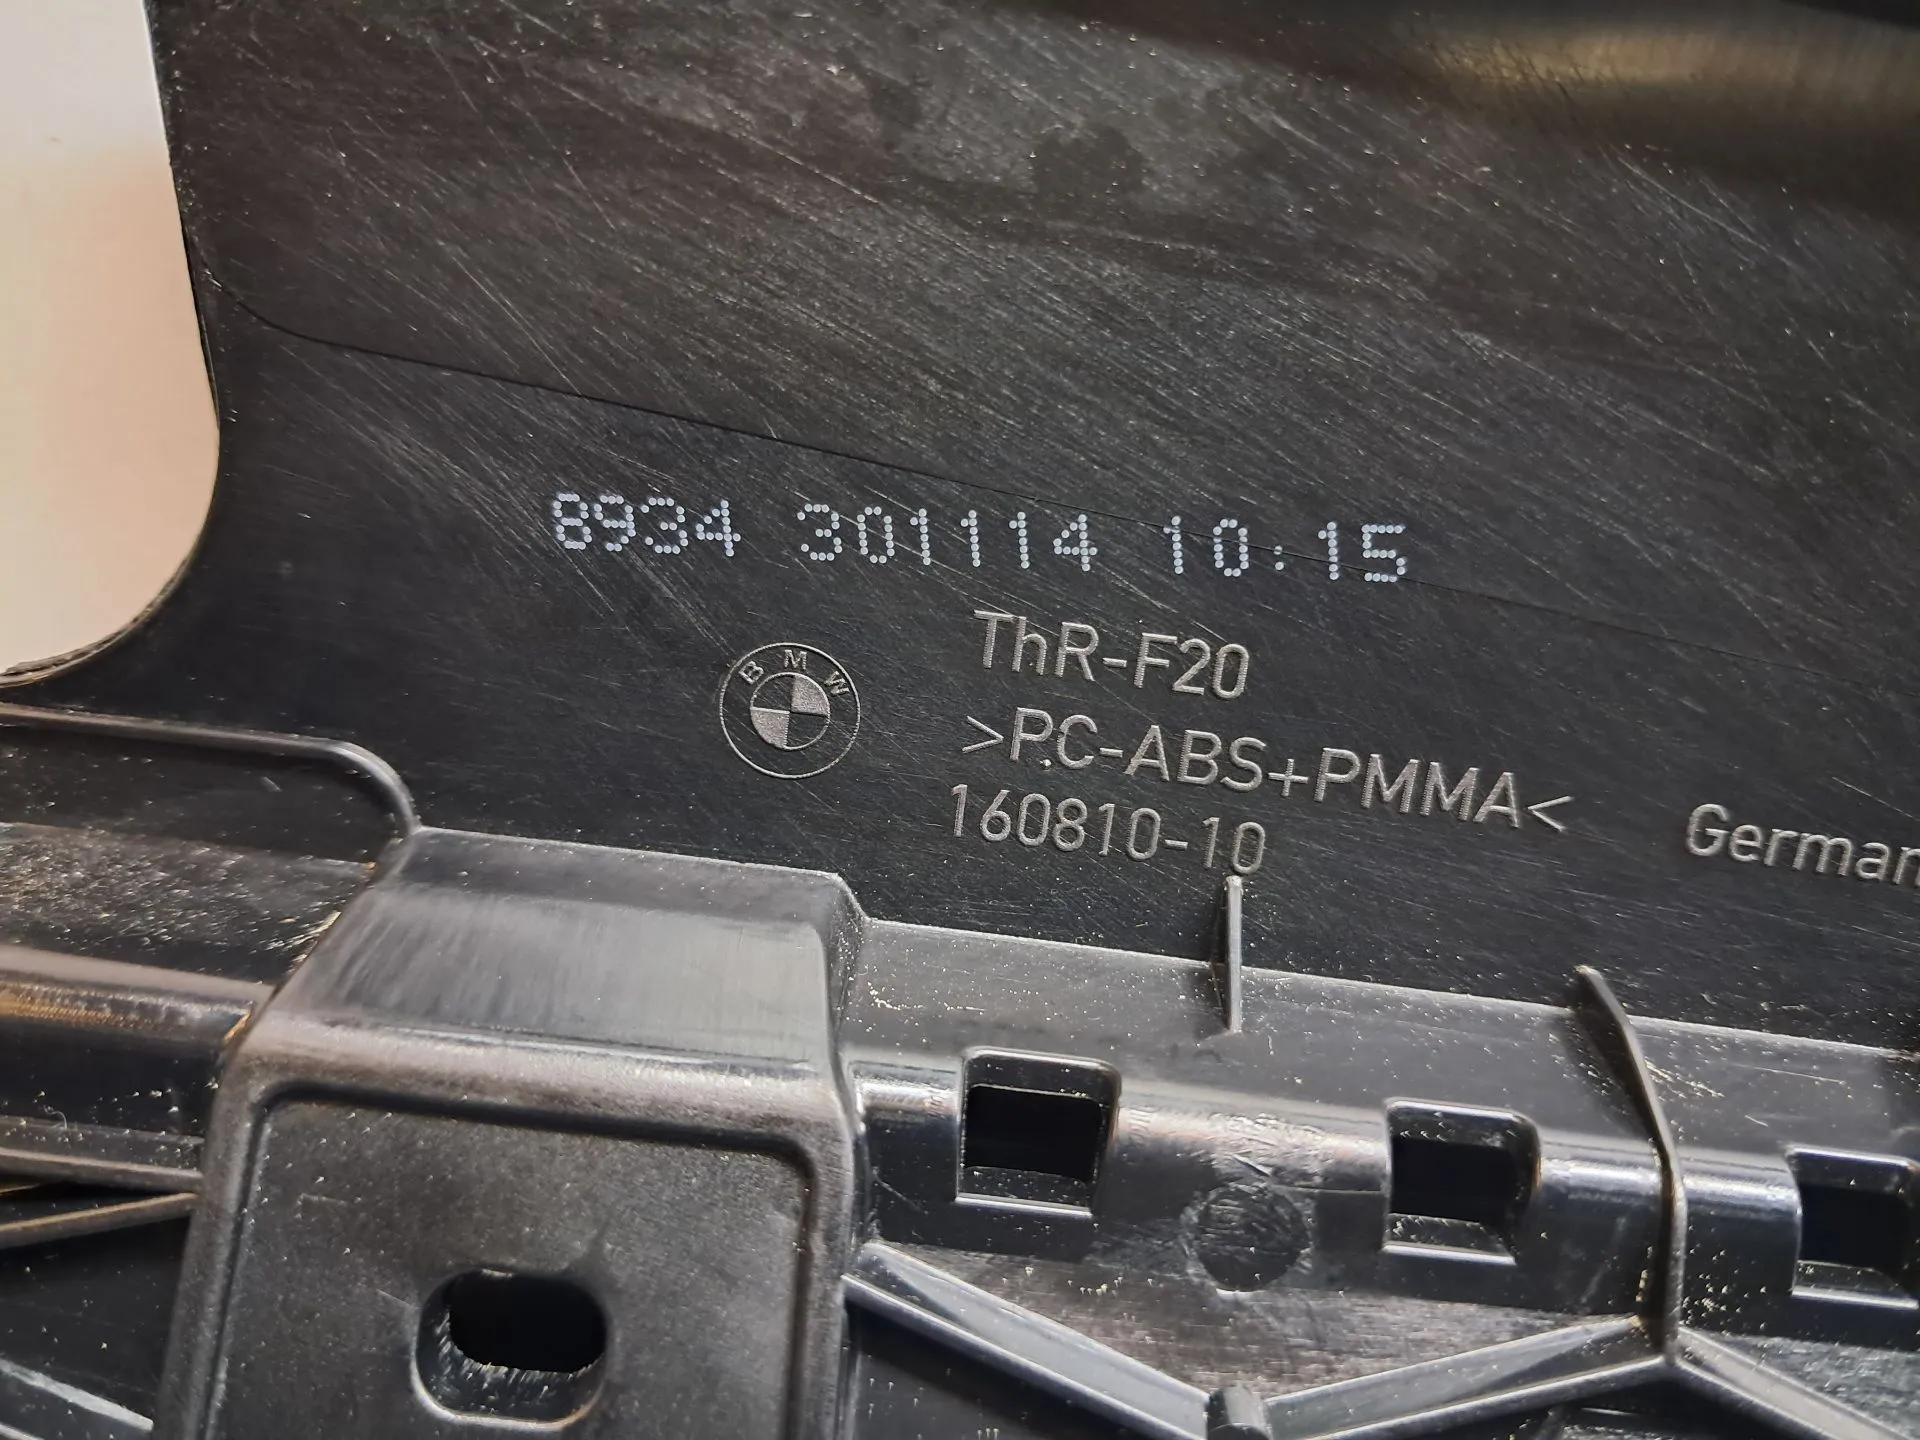 8934 301114 10:15
BMW
ThR-F20
>PC-ABS+PMMA<
160810-10
German